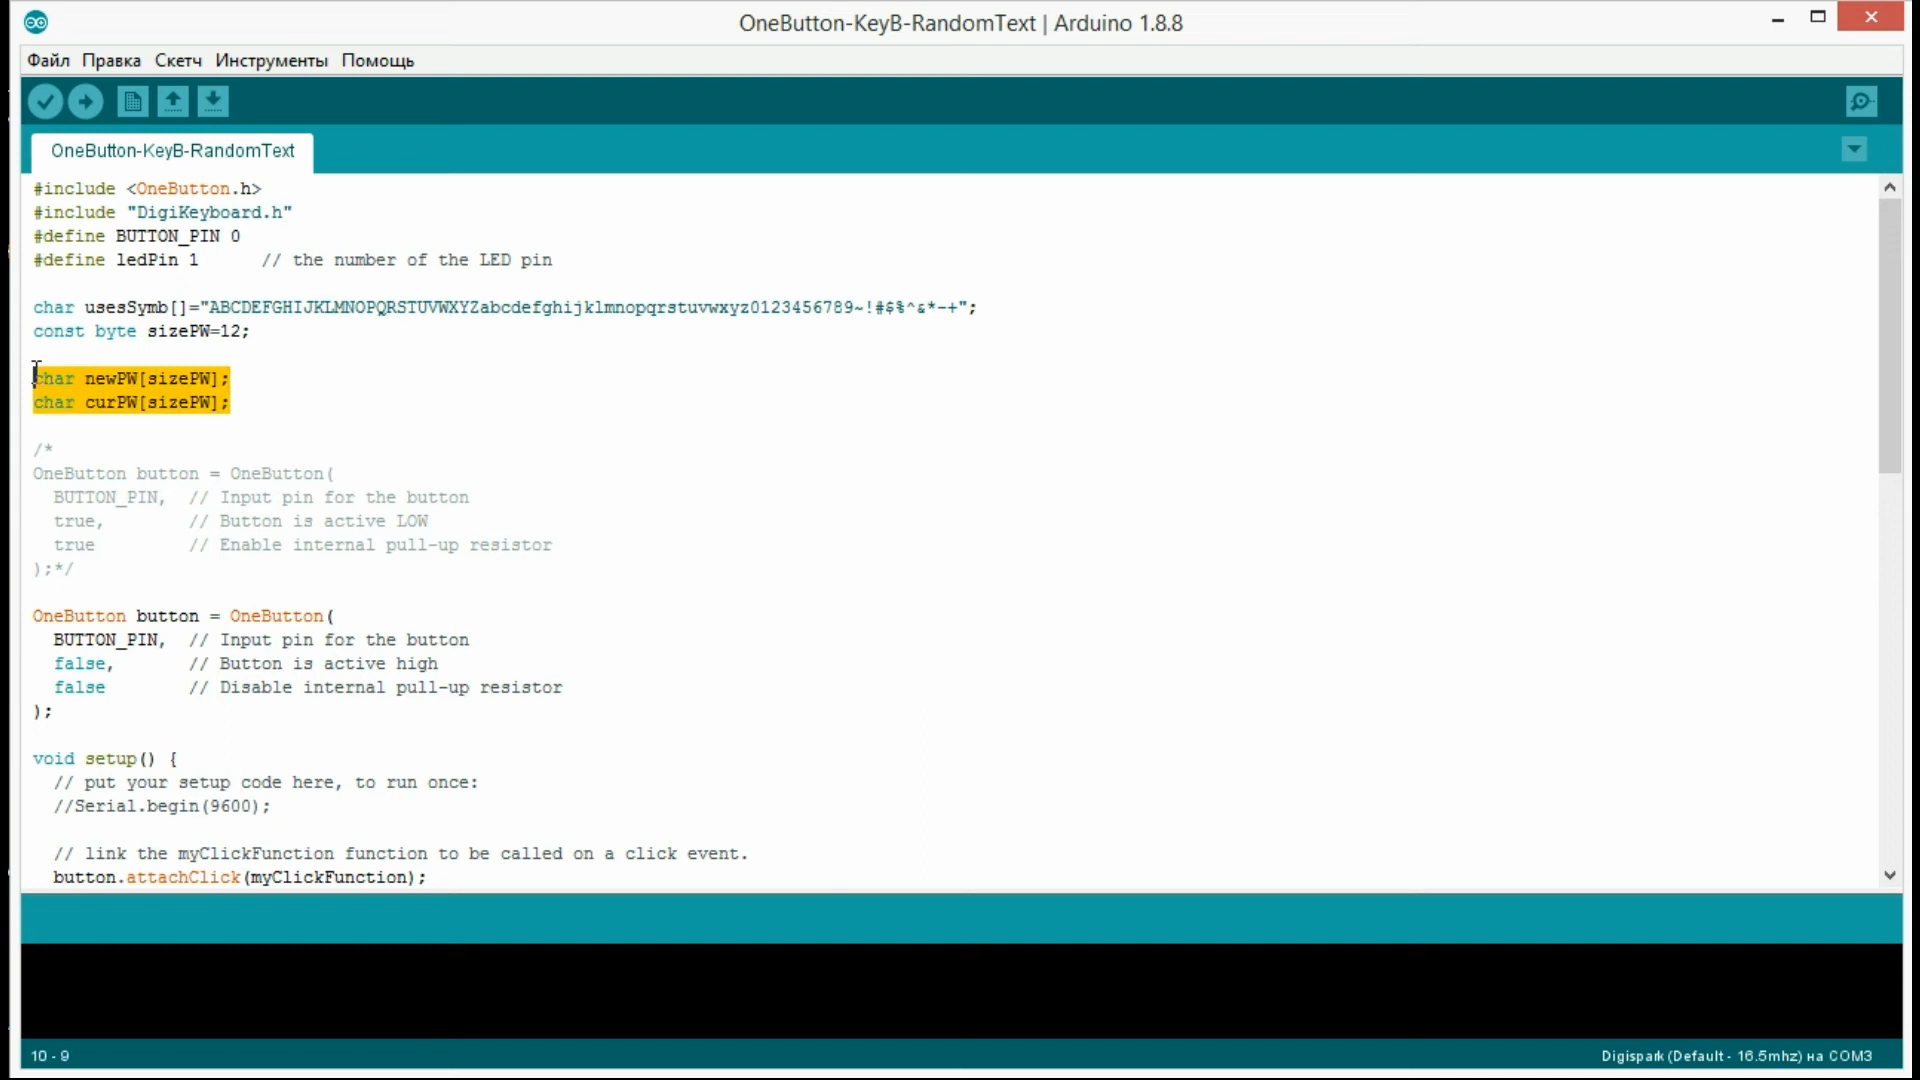 OneButton-KeyB-RandomText | Arduino 1.8.8
Файл Правка Скетч Инструменты Помощь
OneButton-KeyB-RandomText
#include <OneButton.h>
#include "DigiKeyboard.h"
#define BUTTON_PIN 0
#define ledPin 1      // the number of the LED pin
char usesSymb[]="ABCDEFGHIJKLMNOPQRSTUVWXYZabcdefghijklmnopqrstuvwxyz0123456789~!#$%^&*-+";
const byte sizePW=12;
char newPW[sizePW];
char curPW[sizePW];
/*
OneButton button = OneButton(
  BUTTON_PIN,  // Input pin for the button
  true,        // Button is active LOW
  true         // Enable internal pull-up resistor
);*/
OneButton button = OneButton(
  BUTTON_PIN,  // Input pin for the button
  false,       // Button is active high
  false        // Disable internal pull-up resistor
);
void setup() {
  // put your setup code here, to run once:
  //Serial.begin(9600);
  // link the myClickFunction function to be called on a click event.
  button.attachClick(myClickFunction);
10 - 9
Digispark (Default - 16.5mhz) на COM3